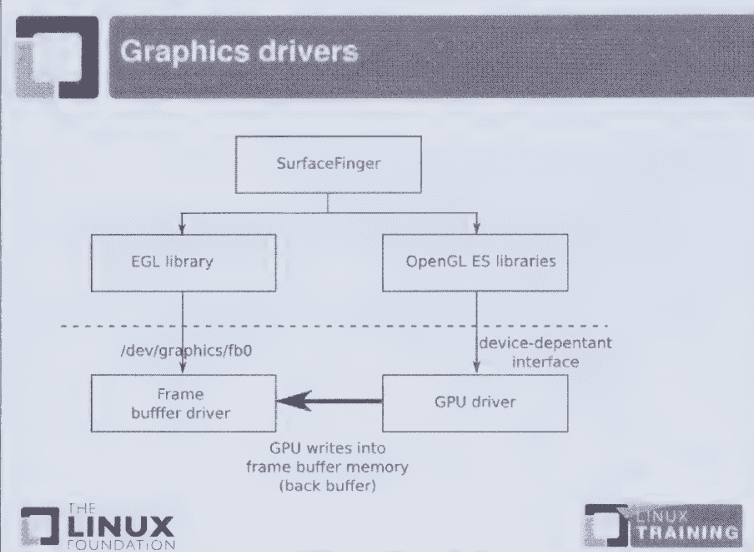 Graphics drivers
SurfaceFinger
EGL library
OpenGL ES libraries
/dev/graphics/fb0
device-depentant
interface
Frame
bufffer driver
GPU driver
GPU writes into
frame buffer memory
(back buffer)
THE
LINUX
FOUNDATION
LINUX
TRAINING